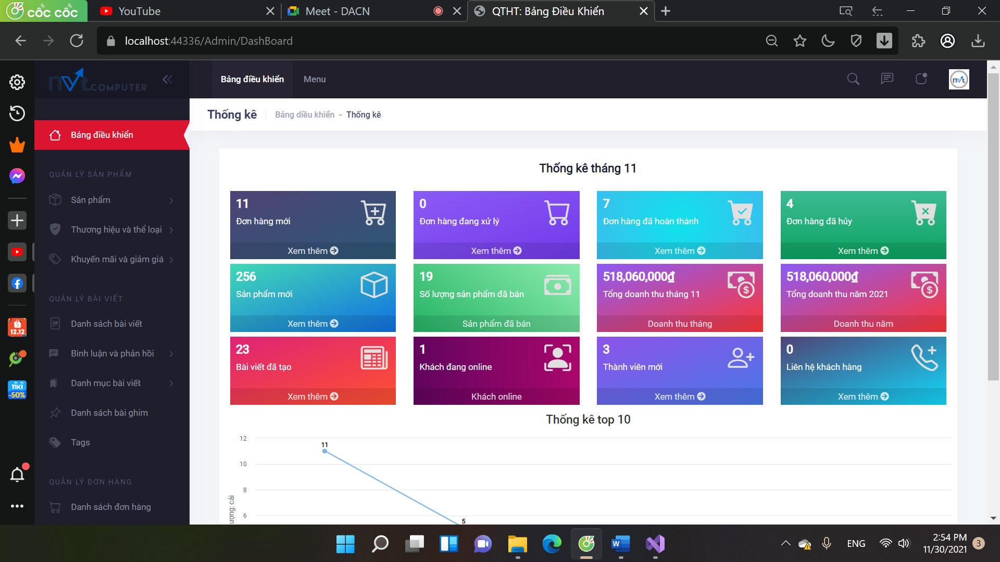 cốc cốc
YouTube
Meet - DACN
QTHT: Bảng Điều Khiển
localhost:44336/Admin/DashBoard
nvt COMPUTER
Bảng điều khiển
Menu
nvt
Thống kê
Bảng điều khiển - Thống kê
Bảng điều khiển
QUẢN LÝ SẢN PHẨM
Sản phẩm
Thương hiệu và thể loại
Khuyến mãi và giảm giá
QUẢN LÝ BÀI VIẾT
Danh sách bài viết
Bình luận và phản hồi
Danh mục bài viết
Danh sách bài ghim
Tags
QUẢN LÝ ĐƠN HÀNG
Danh sách đơn hàng
12.12
TIKI
-50%
Thống kê tháng 11
11
Đơn hàng mới
Xem thêm
0
Đơn hàng đang xử lý
Xem thêm
7
Đơn hàng đã hoàn thành
Xem thêm
4
Đơn hàng đã hủy
Xem thêm
256
Sản phẩm mới
Xem thêm
19
Số lượng sản phẩm đã bán
Sản phẩm đã bán
518,060,000₫
Tổng doanh thu tháng 11
Doanh thu tháng
518,060,000₫
Tổng doanh thu năm 2021
Doanh thu năm
23
Bài viết đã tạo
Xem thêm
1
Khách đang online
Khách online
3
Thành viên mới
Xem thêm
0
Liên hệ khách hàng
Xem thêm
Thống kê top 10
12
10
8
6
ượng: cái
11
5
ENG
2:54 PM
11/30/2021
3